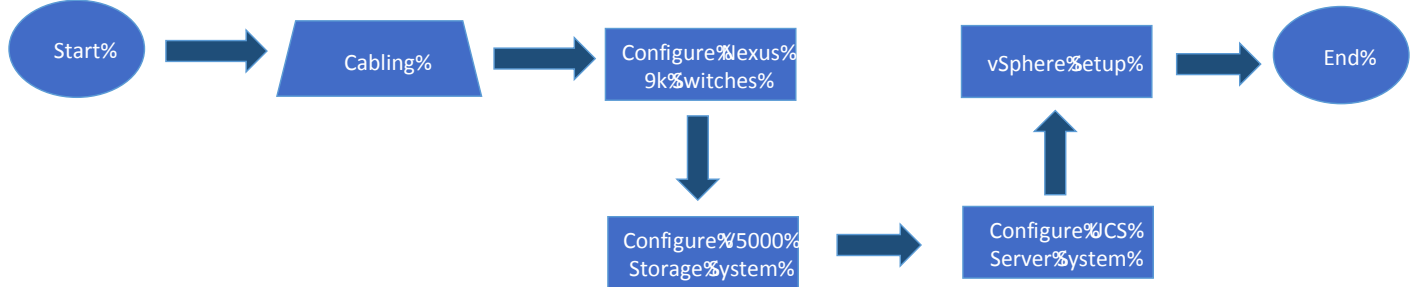 Start%
Cabling%
Configure%Nexus%
9k%Switches%
Configure%V5000%
Storage%System%
Configure%UCS%
Server%System%
vSphere%Setup%
End%